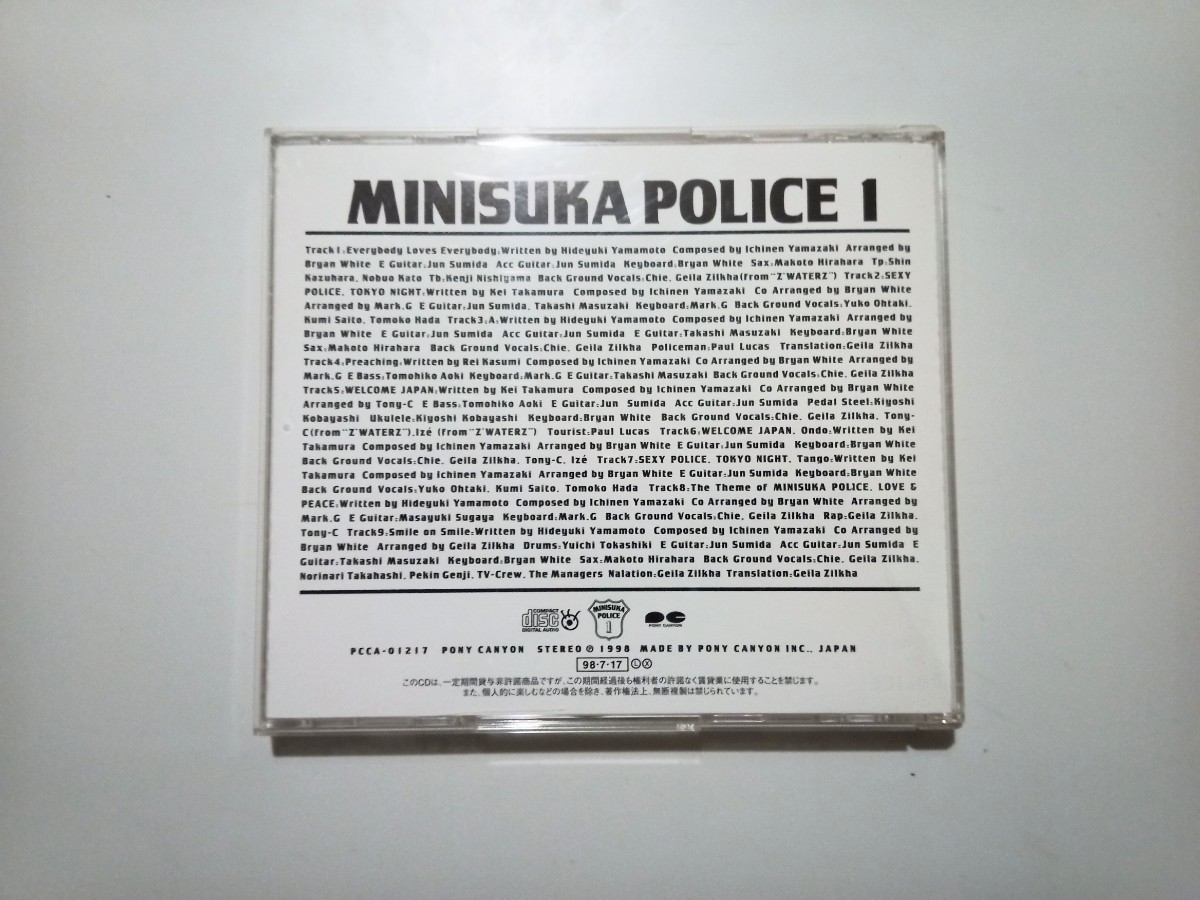 MINISUKA POLICE 1
Track1:Everybody Loves Everybody:Written by Hideyuki Yamamoto Composed by Ichinen Yamazaki Arranged by
Bryan White E Guitar:Jun Sumida Acc Guitar:Jun Sumida Keyboard:Bryan White Sax:Makoto Hirahara Tp:Shin
Kazuhara, Nobuo Kato Tb:Kenji Nishiyama Back Ground Vocals:Chie, Geila Zilkha(from "Z'WATERZ") Track2:SEXY
POLICE, TOKYO NIGHT:Written by Kei Takamura Composed by Ichinen Yamazaki Co Arranged by Bryan White
Arranged by Mark.G E Guitar:Jun Sumida, Takashi Masuzaki Keyboard:Mark.G Back Ground Vocals:Yuko Ohtaki,
Kumi Saito, Tomoko Hada Track3:A:Written by Hideyuki Yamamoto Composed by Ichinen Yamazaki Arranged by
Bryan White E Guitar:Jun Sumida Acc Guitar:Jun Sumida E Guitar:Takashi Masuzaki Keyboard:Bryan White
Sax:Makoto Hirahara Back Ground Vocals:Chie, Geila Zilkha Policeman:Paul Lucas Translation:Geila Zilkha
Track4:Preaching:Written by Rei Kasumi Composed by Ichinen Yamazaki Co Arranged by Bryan White Arranged by
Mark.G E Bass:Tomohiko Aoki Keyboard:Mark.G E Guitar:Takashi Masuzaki Back Ground Vocals:Chie, Geila Zilkha
Track5:WELCOME JAPAN:Written by Kei Takamura Composed by Ichinen Yamazaki Co Arranged by Bryan White
Arranged by Tony-C E Bass:Tomohiko Aoki E Guitar:Jun Sumida Acc Guitar:Jun Sumida Pedal Steel:Kiyoshi
Kobayashi Ukulele:Kiyoshi Kobayashi Keyboard:Bryan White Back Ground Vocals:Chie, Geila Zilkha, Tony-
C(from "Z'WATERZ"),Izé (from "Z'WATERZ") Tourist:Paul Lucas Track6:WELCOME JAPAN, Ondo:Written by Kei
Takamura Composed by Ichinen Yamazaki Arranged by Bryan White E Guitar:Jun Sumida Keyboard:Bryan White
Back Ground Vocals:Chie, Geila Zilkha, Tony-C, Izé Track7:SEXY POLICE, TOKYO NIGHT, Tango:Written by Kei
Takamura Composed by Ichinen Yamazaki Arranged by Bryan White E Guitar:Jun Sumida Keyboard:Bryan White
Back Ground Vocals:Yuko Ohtaki, Kumi Saito, Tomoko Hada Track8:The Theme of MINISUKA POLICE, LOVE &
PEACE:Written by Hideyuki Yamamoto Composed by Ichinen Yamazaki Co Arranged by Bryan White Arranged by
Mark.G E Guitar:Masayuki Sugaya Keyboard:Mark.G Back Ground Vocals:Chie, Geila Zilkha Rap:Geila Zilkha,
Tony-C Track9:Smile on Smile:Written by Hideyuki Yamamoto Composed by Ichinen Yamazaki Co Arranged by
Bryan White Arranged by Geila Zilkha Drums:Yuichi Tokashiki E Guitar:Jun Sumida Acc Guitar:Jun Sumida E
Guitar:Takashi Masuzaki Keyboard:Bryan White Sax:Makoto Hirahara Back Ground Vocals:Chie, Geila Zilkha,
Norinari Takahashi, Pekin Genji, TV-Crew, The Managers Nalation:Geila Zilkha Translation:Geila Zilkha
COMPACT disc DIGITAL AUDIO
MINISUKA POLICE 1
PONY CANYON
PCCA-01217 PONY CANYON STEREO Ⓟ 1998 MADE BY PONY CANYON INC., JAPAN
98・7・17 Ⓛ Ⓧ
このCDは、一定期間貸与非許諾商品ですが、この期間経過後も権利者の許諾なく賃貸業に使用することを禁じます。
また、個人的に楽しむなどの場合を除き、著作権法上、無断複製は禁じられています。